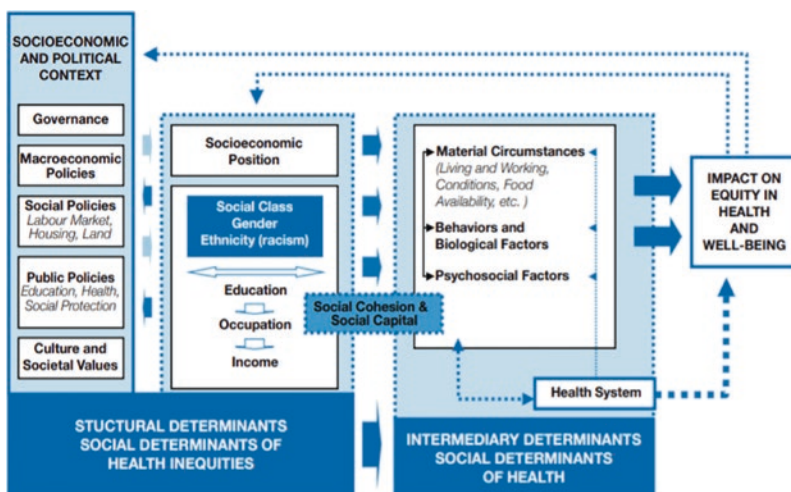 SOCIOECONOMIC
AND POLITICAL
CONTEXT
Governance
Macroeconomic
Policies
Social Policies
Labour Market,
Housing, Land
Public Policies
Education, Health,
Social Protection
Culture and
Societal Values
Socioeconomic
Position
Social Class
Gender
Ethnicity (racism)
Education
Occupation
Income
Social Cohesion &
Social Capital
Material Circumstances
(Living and Working,
Conditions, Food
Availability, etc. )
Behaviors and
Biological Factors
Psychosocial Factors
Health System
IMPACT ON
EQUITY IN
HEALTH
AND
WELL-BEING
STUCTURAL DETERMINANTS
SOCIAL DETERMINANTS OF
HEALTH INEQUITIES
INTERMEDIARY DETERMINANTS
SOCIAL DETERMINANTS
OF HEALTH